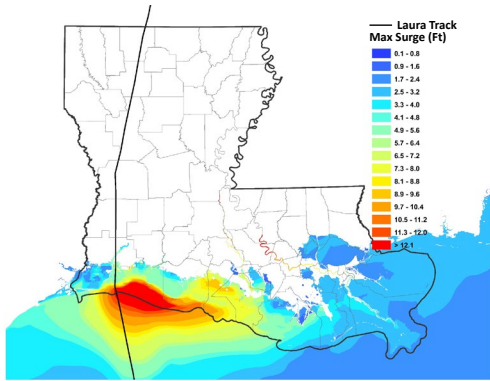 Laura Track
Max Surge (Ft)
0.1 - 0.8
0.9 - 1.6
1.7 - 2.4
2.5 - 3.2
3.3 - 4.0
4.1 - 4.8
4.9 - 5.6
5.7 - 6.4
6.5 - 7.2
7.3 - 8.0
8.1 - 8.8
8.9 - 9.6
9.7 - 10.4
10.5 - 11.2
11.3 - 12.0
> 12.1